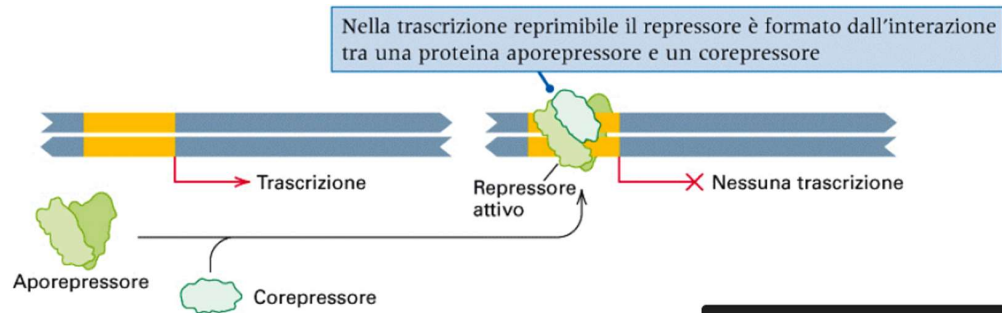 Nella trascrizione reprimibile il repressore è formato dall'interazione
tra una proteina aporepressore e un corepressore
Trascrizione
Repressore
attivo
Nessuna trascrizione
Aporepressore
Corepressore